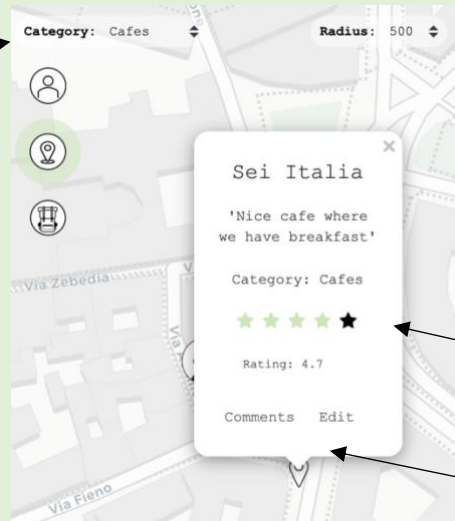 Category: Cafes Radius: 500
×
Sei Italia
'Nice cafe where
we have breakfast'
Category: Cafes
Via Zebedia
Rating: 4.7
Comments Edit
Via Fieno